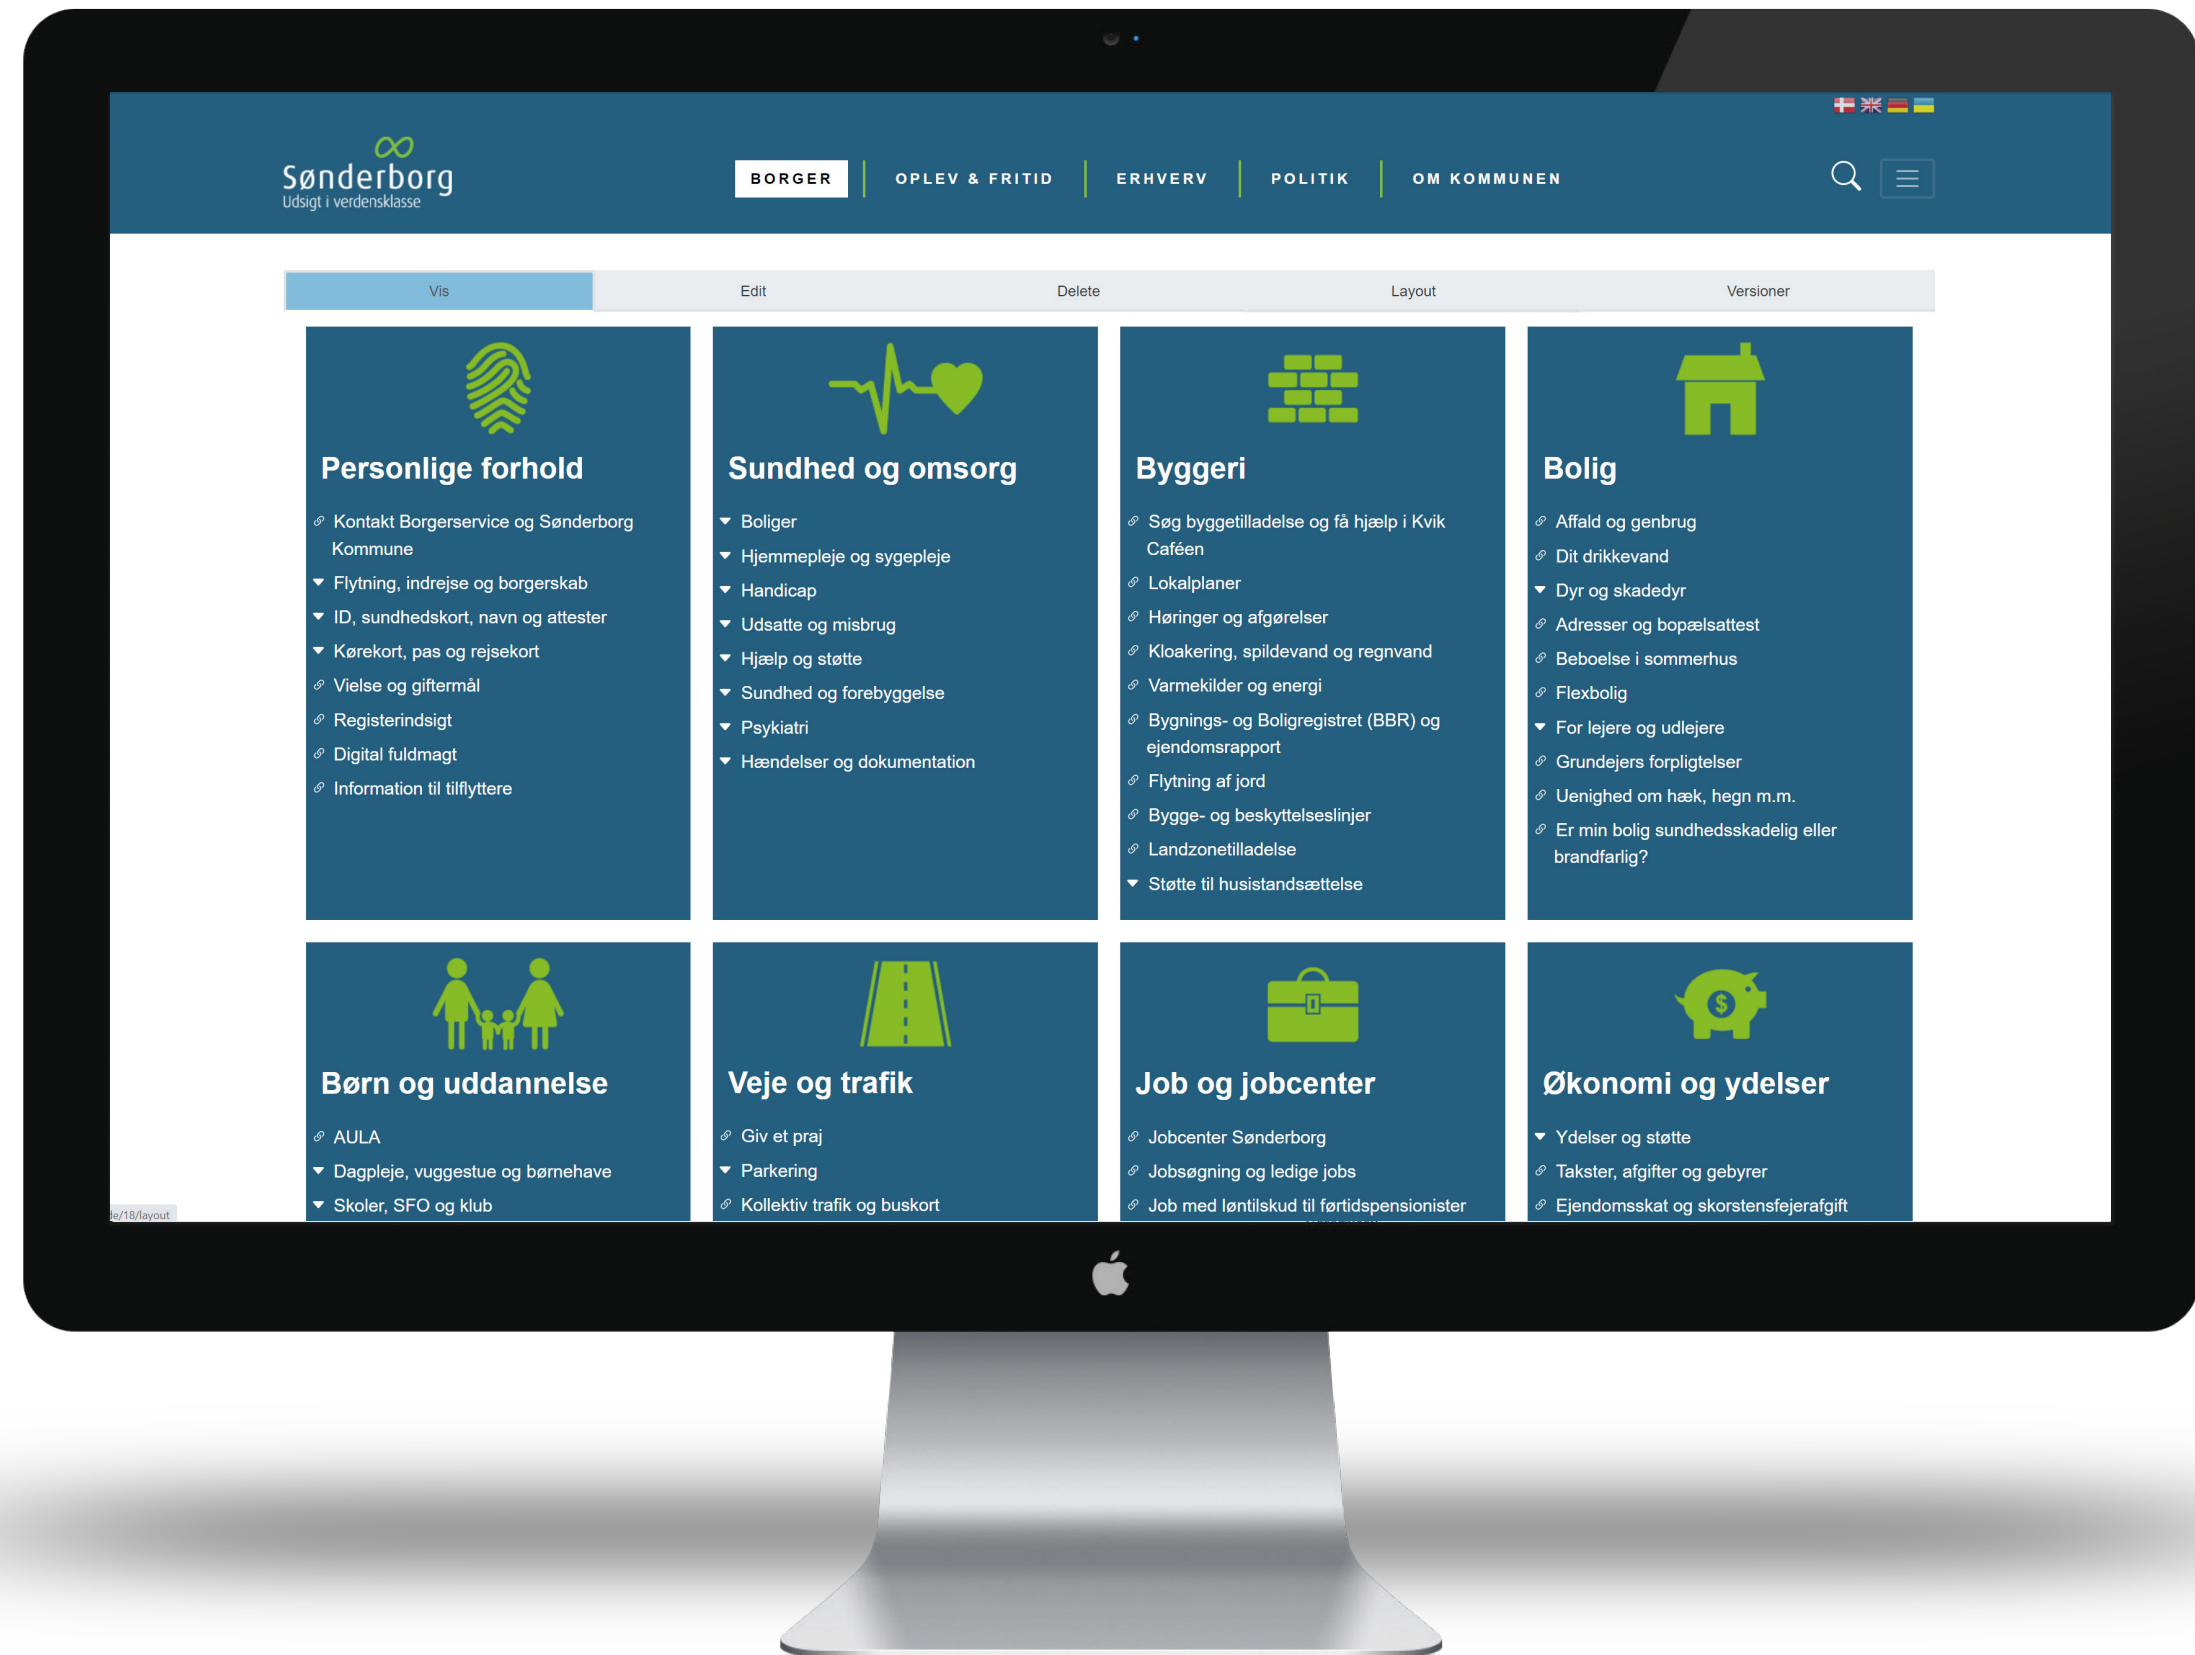 Sønderborg
Udsigt i verdensklasse
BORGER
OPLEV & FRITID
ERHVERV
POLITIK
OM KOMMUNEN
Vis
Edit
Delete
Layout
Versioner
Personlige forhold
Kontakt Borgerservice og Sønderborg
Kommune
Flytning, indrejse og borgerskab
ID, sundhedskort, navn og attester
Kørekort, pas og rejsekort
Vielse og giftermål
Registerindsigt
Digital fuldmagt
Information til tilflyttere
Sundhed og omsorg
Boliger
Hjemmepleje og sygepleje
Handicap
Udsatte og misbrug
Hjælp og støtte
Sundhed og forebyggelse
Psykiatri
Hændelser og dokumentation
Byggeri
Søg byggetilladelse og få hjælp i Kvik
Caféen
Lokalplaner
Høringer og afgørelser
Kloakering, spildevand og regnvand
Varmekilder og energi
Bygnings- og Boligregistret (BBR) og
ejendomsrapport
Flytning af jord
Bygge- og beskyttelseslinjer
Landzonetilladelse
Støtte til husistandsættelse
Bolig
Affald og genbrug
Dit drikkevand
Dyr og skadedyr
Adresser og bopælsattest
Beboelse i sommerhus
Flexbolig
For lejere og udlejere
Grundejers forpligtelser
Uenighed om hæk, hegn m.m.
Er min bolig sundhedsskadelig eller
brandfarlig?
Børn og uddannelse
AULA
Dagpleje, vuggestue og børnehave
Skoler, SFO og klub
Veje og trafik
Giv et praj
Parkering
Kollektiv trafik og buskort
Job og jobcenter
Jobcenter Sønderborg
Jobsøgning og ledige jobs
Job med løntilskud til førtidspensionister
$
Økonomi og ydelser
Ydelser og støtte
Takster, afgifter og gebyrer
Ejendomsskat og skorstensfejerafgift
de/18/layout